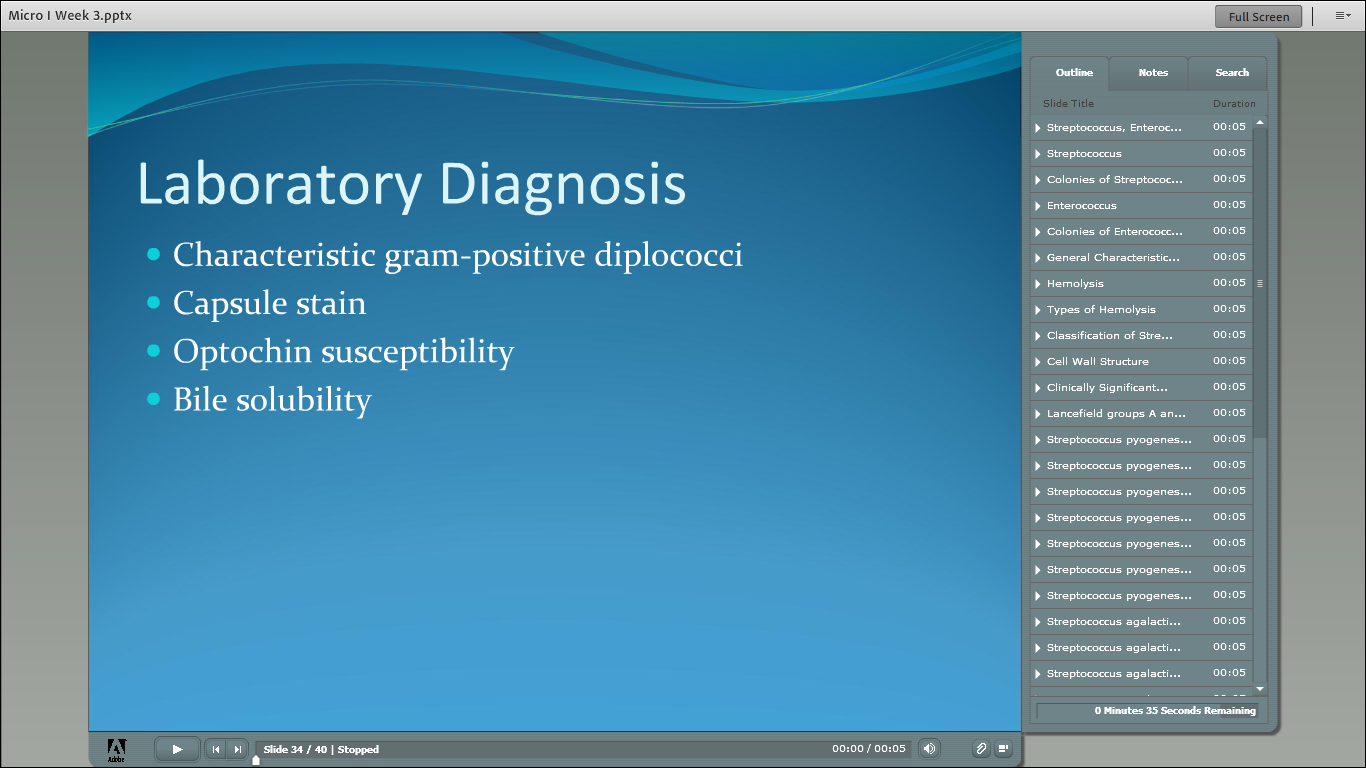 Micro I Week 3.pptx
Full Screen
Laboratory Diagnosis
Characteristic gram-positive diplococci
Capsule stain
Optochin susceptibility
Bile solubility
Outline Notes Search
Slide Title Duration
Streptococcus, Enteroc... 00:05
Streptococcus 00:05
Colonies of Streptococ... 00:05
Enterococcus 00:05
Colonies of Enterococc... 00:05
General Characteristic... 00:05
Hemolysis 00:05
Types of Hemolysis 00:05
Classification of Stre... 00:05
Cell Wall Structure 00:05
Clinically Significant... 00:05
Lancefield groups A an... 00:05
Streptococcus pyogenes... 00:05
Streptococcus pyogenes... 00:05
Streptococcus pyogenes... 00:05
Streptococcus pyogenes... 00:05
Streptococcus pyogenes... 00:05
Streptococcus pyogenes... 00:05
Streptococcus pyogenes... 00:05
Streptococcus agalacti... 00:05
Streptococcus agalacti... 00:05
Streptococcus agalacti... 00:05
0 Minutes 35 Seconds Remaining
Adobe
Slide 34 / 40 | Stopped
00:00 / 00:05